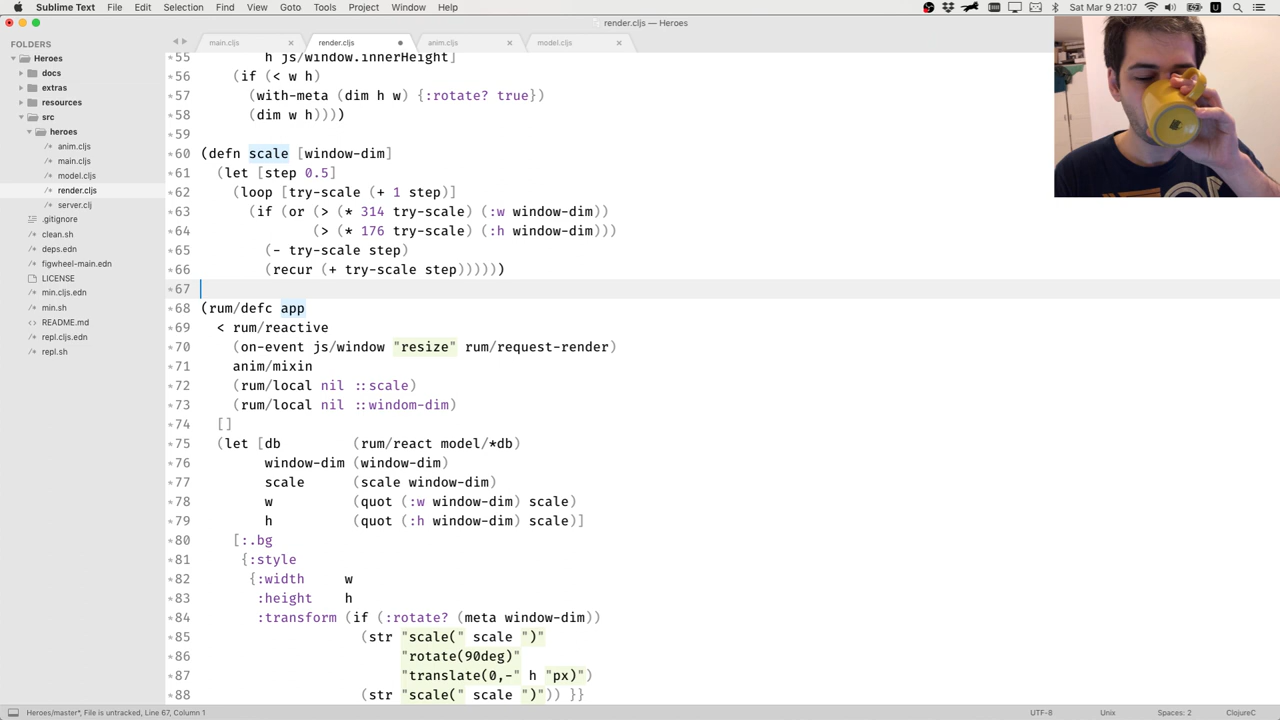 Sublime Text File Edit Selection Find View Goto Tools Project Window Help
U Sat Mar 9 21:07
render.cljs — Heroes
FOLDERS
Heroes
docs
extras
resources
src
heroes
anim.cljs
main.cljs
model.cljs
render.cljs
server.clj
.gitignore
clean.sh
deps.edn
figwheel-main.edn
LICENSE
min.cljs.edn
min.sh
README.md
repl.cljs.edn
repl.sh
main.cljs render.cljs anim.cljs model.cljs
55 h js/window.innerHeight]
56 (if (< w h)
57 (with-meta (dim h w) {:rotate? true})
58 (dim w h))))
59
60 (defn scale [window-dim]
61 (let [step 0.5]
62 (loop [try-scale (+ 1 step)]
63 (if (or (> (* 314 try-scale) (:w window-dim))
64 (> (* 176 try-scale) (:h window-dim)))
65 (- try-scale step)
66 (recur (+ try-scale step))))))
67
68 (rum/defc app
69 < rum/reactive
70 (on-event js/window "resize" rum/request-render)
71 anim/mixin
72 (rum/local nil ::scale)
73 (rum/local nil ::windom-dim)
74 []
75 (let [db (rum/react model/*db)
76 window-dim (window-dim)
77 scale (scale window-dim)
78 w (quot (:w window-dim) scale)
79 h (quot (:h window-dim) scale)]
80 [:.bg
81 {:style
82 {:width w
83 :height h
84 :transform (if (:rotate? (meta window-dim))
85 (str "scale(" scale ")"
86 "rotate(90deg)"
87 "translate(0,-" h "px)")
88 (str "scale(" scale ")")) }}
Heroes/master*, File is untracked, Line 67, Column 1
UTF-8 Unix Spaces: 2 ClojureC